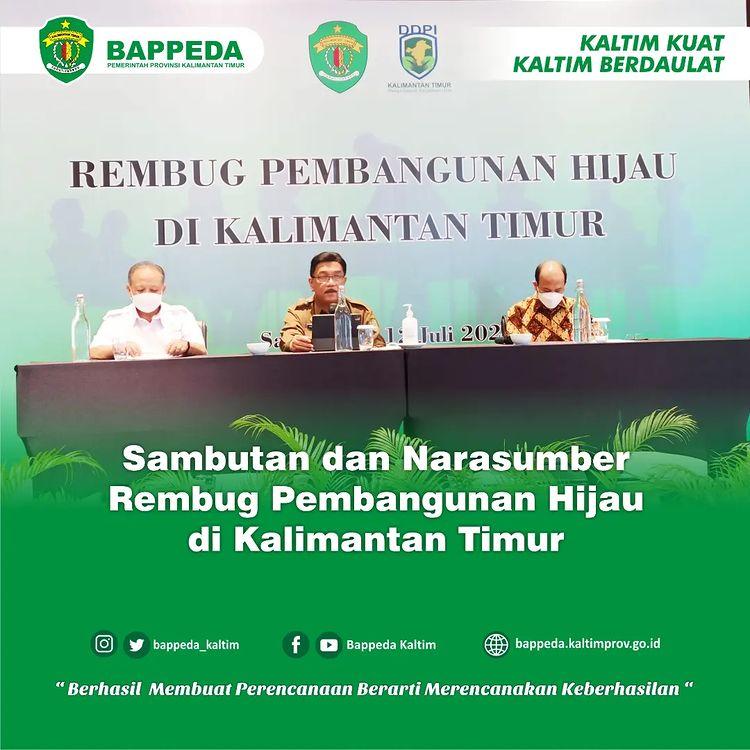 BAPPEDA
PEMERINTAH PROVINSI KALIMANTAN TIMUR
DDPI
KALIMANTAN TIMUR
KALTIM KUAT
KALTIM BERDAULAT
REMBUG PEMBANGUNAN HIJAU
DI KALIMANTAN TIMUR
Juli
Sambutan dan Narasumber
Rembug Pembangunan Hijau
di Kalimantan Timur
bappeda_kaltim
Bappeda Kaltim
bappeda.kaltimprov.go.id
“ Berhasil Membuat Perencanaan Berarti Merencanakan Keberhasilan “